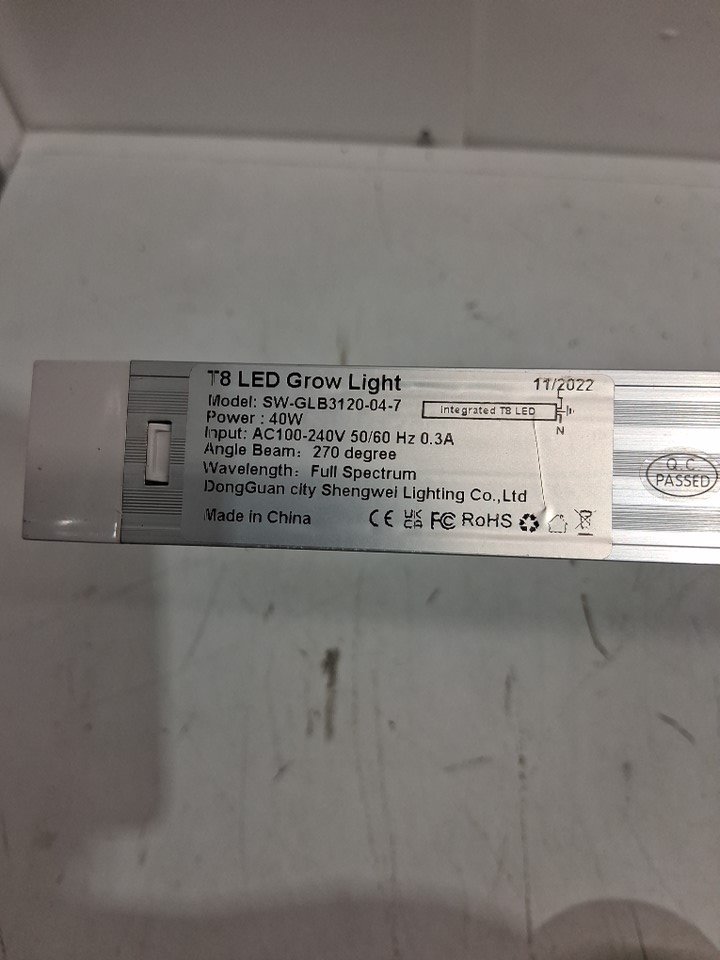 T8 LED Grow Light
11/2022
Model: SW-GLB3120-04-7
Integrated T8 LED
L
N
Power : 40W
Input: AC100-240V 50/60 Hz 0.3A
Angle Beam: 270 degree
Wavelength: Full Spectrum
DongGuan city Shengwei Lighting Co.,Ltd
Made in China
CE UK CA FC RoHS
Q C
PASSED